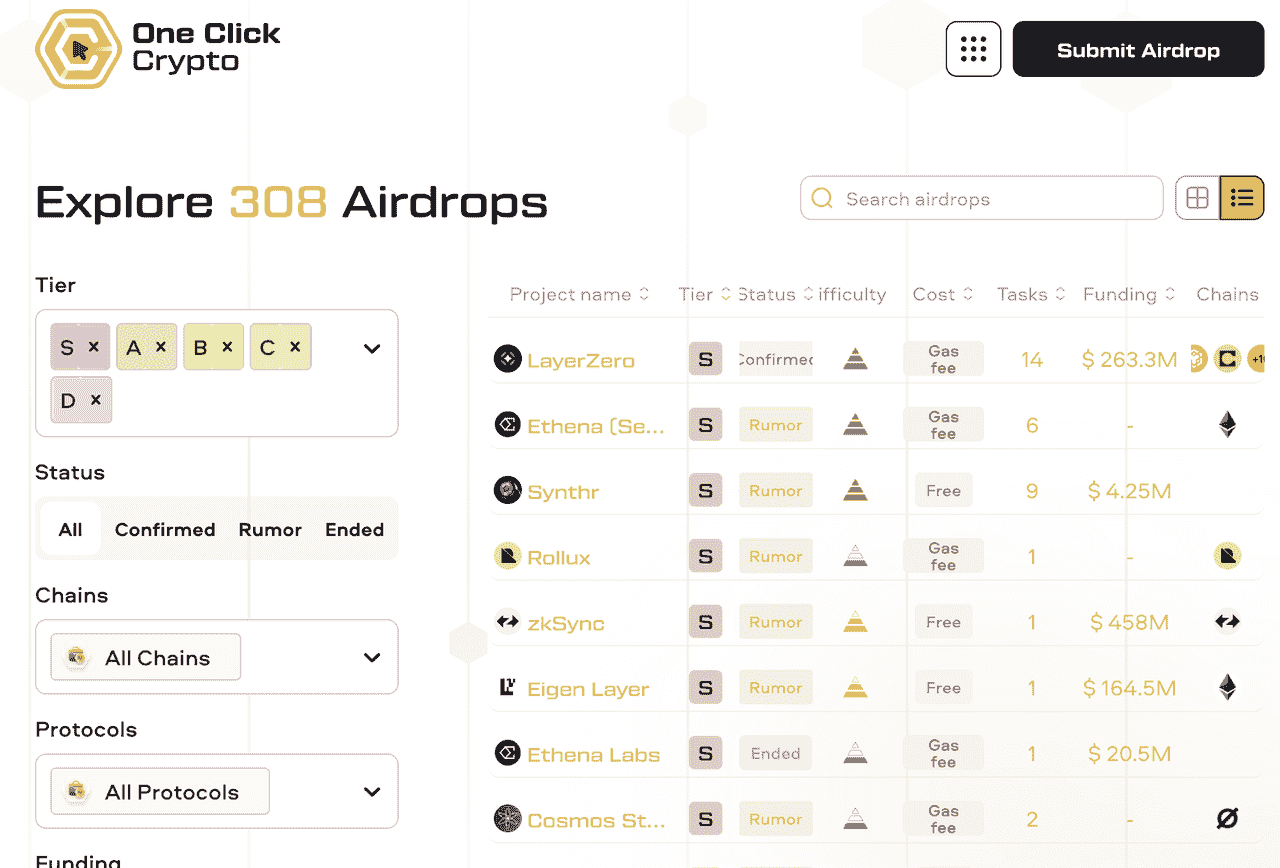 One Click
Crypto
Submit Airdrop
Explore 308 Airdrops
Search airdrops
Tier
S × A × B × C ×
D ×
Status
All Confirmed Rumor Ended
Chains
All Chains
Protocols
All Protocols
Funding
Project name Tier Status ifficulty Cost Tasks Funding Chains
LayerZero S Confirmed Gas fee 14 $ 263.3M
Ethena (Se... S Rumor Gas fee 6 -
Synthr S Rumor Free 9 $ 4.25M
Rollux S Rumor Gas fee 1 -
zkSync S Rumor Free 1 $ 458M
Eigen Layer S Rumor Free 1 $ 164.5M
Ethena Labs S Ended Gas fee 1 $ 20.5M
Cosmos St... S Rumor Gas fee 2 -